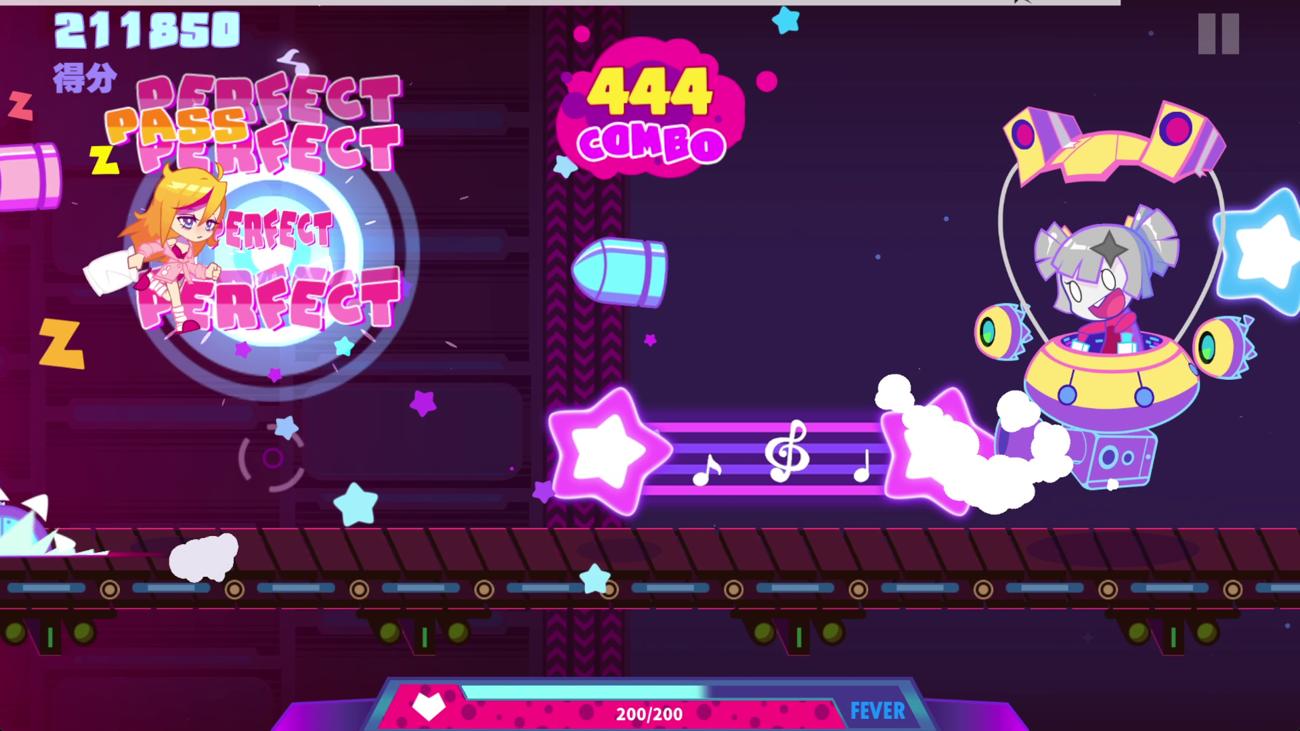 211850
得分
PERFECT
PASS
PERFECT
PERFECT
PERFECT
444
COMBO
Z
Z
Z
200/200
FEVER